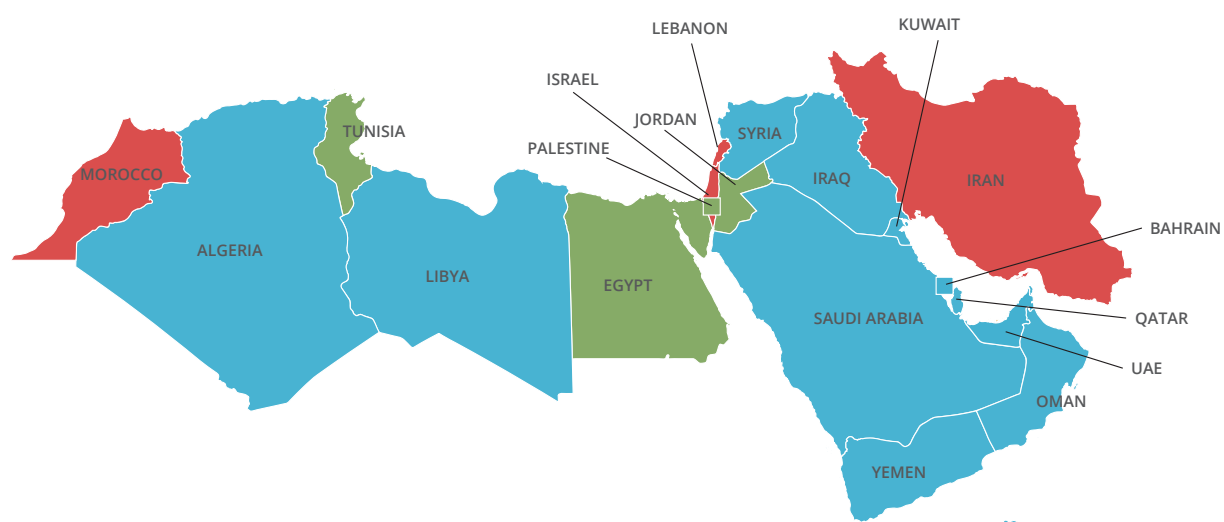 KUWAIT
LEBANON
ISRAEL
JORDAN
TUNISIA
SYRIA
PALESTINE
MOROCCO
IRAQ
IRAN
BAHRAIN
ALGERIA
LIBYA
EGYPT
SAUDI ARABIA
QATAR
UAE
OMAN
YEMEN